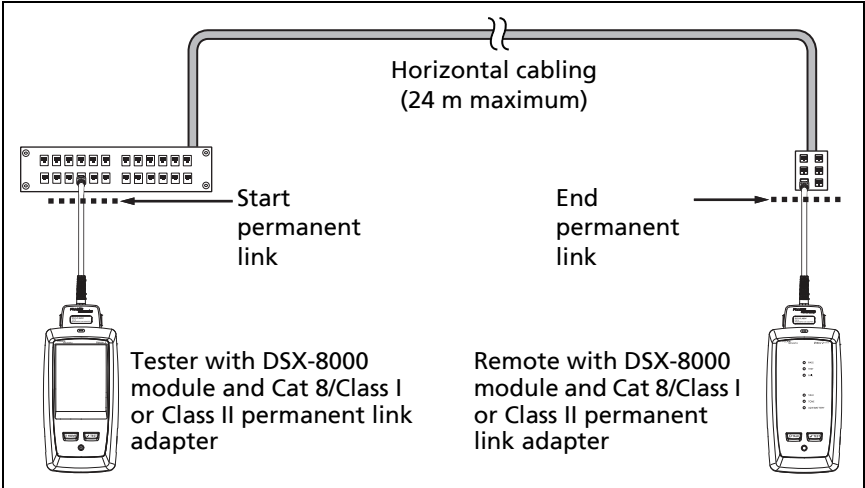 Horizontal cabling
(24 m maximum)
Start
permanent
link
End
permanent
link
Tester with DSX-8000
module and Cat 8/Class I
or Class II permanent link
adapter
Remote with DSX-8000
module and Cat 8/Class I
or Class II permanent
link adapter